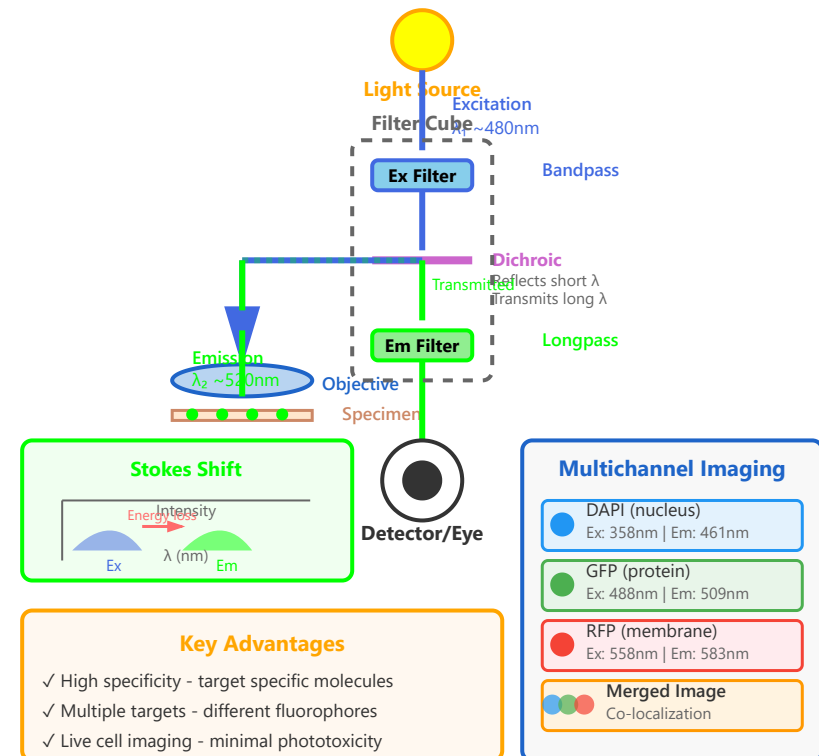 Light Source
Excitation
λ₁ ~480nm
Filter Cube
Ex Filter
Bandpass
Dichroic
Reflects short λ
Transmits long λ
Transmitted
Em Filter
Longpass
Emission
λ₂ ~520nm
Objective
Specimen
Detector/Eye
Stokes Shift
Intensity
Energy loss
λ (nm)
Ex
Em
Multichannel Imaging
DAPI (nucleus)
Ex: 358nm | Em: 461nm
GFP (protein)
Ex: 488nm | Em: 509nm
RFP (membrane)
Ex: 558nm | Em: 583nm
Merged Image
Co-localization
Key Advantages
✓ High specificity - target specific molecules
✓ Multiple targets - different fluorophores
✓ Live cell imaging - minimal phototoxicity